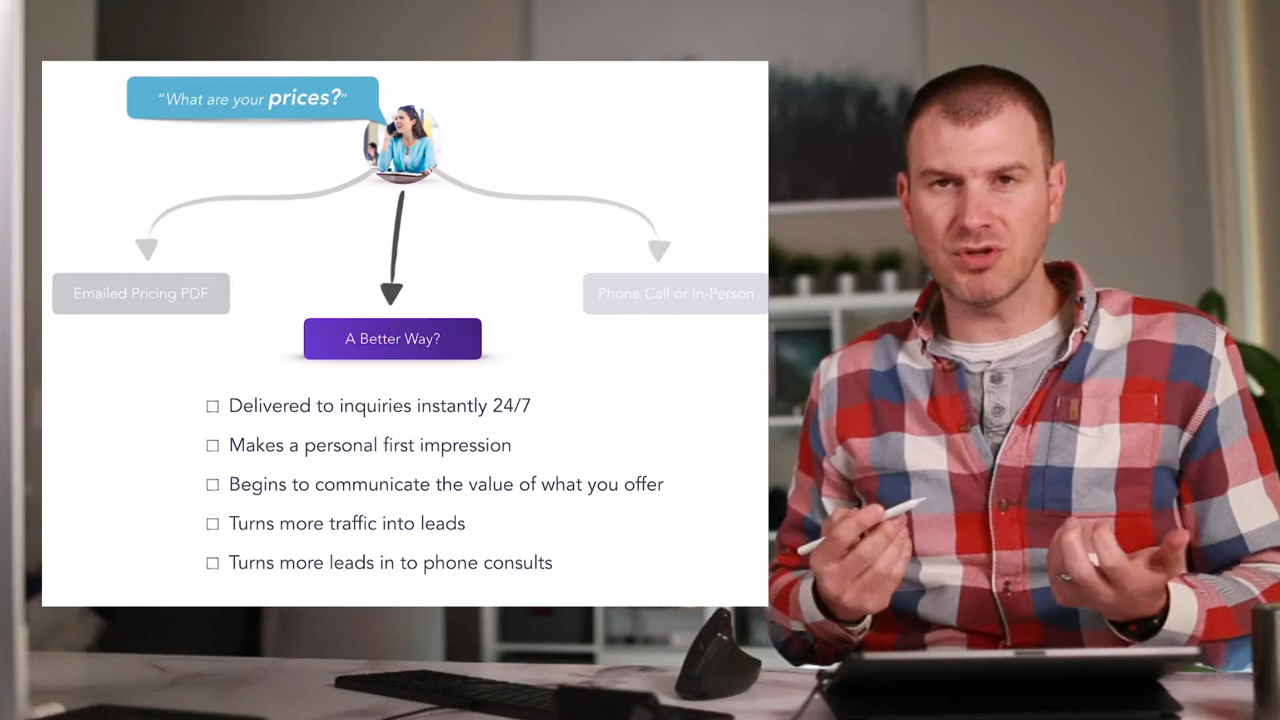 “What are your prices?”
Emailed Pricing PDF
Phone Call or In-Person
A Better Way?
Delivered to inquiries instantly 24/7
Makes a personal first impression
Begins to communicate the value of what you offer
Turns more traffic into leads
Turns more leads in to phone consults